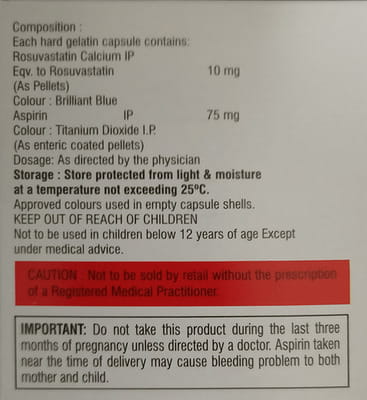 Composition :
Each hard gelatin capsule contains:
Rosuvastatin Calcium IP
Eqv. to Rosuvastatin 10 mg
(As Pellets)
Colour : Brilliant Blue
Aspirin IP 75 mg
Colour : Titanium Dioxide I.P.
(As enteric coated pellets)
Dosage: As directed by the physician
Storage : Store protected from light & moisture
at a temperature not exceeding 25ºC.
Approved colours used in empty capsule shells.
KEEP OUT OF REACH OF CHILDREN
Not to be used in children below 12 years of age Except
under medical advice.
CAUTION : Not to be sold by retail without the prescription
of a Registered Medical Practitioner.
IMPORTANT: Do not take this product during the last three
months of pregnancy unless directed by a doctor. Aspirin taken
near the time of delivery may cause bleeding problem to both
mother and child.